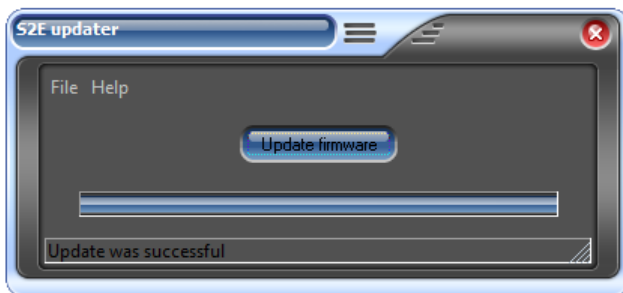 S2E updater
File Help
Update firmware
Update was successful